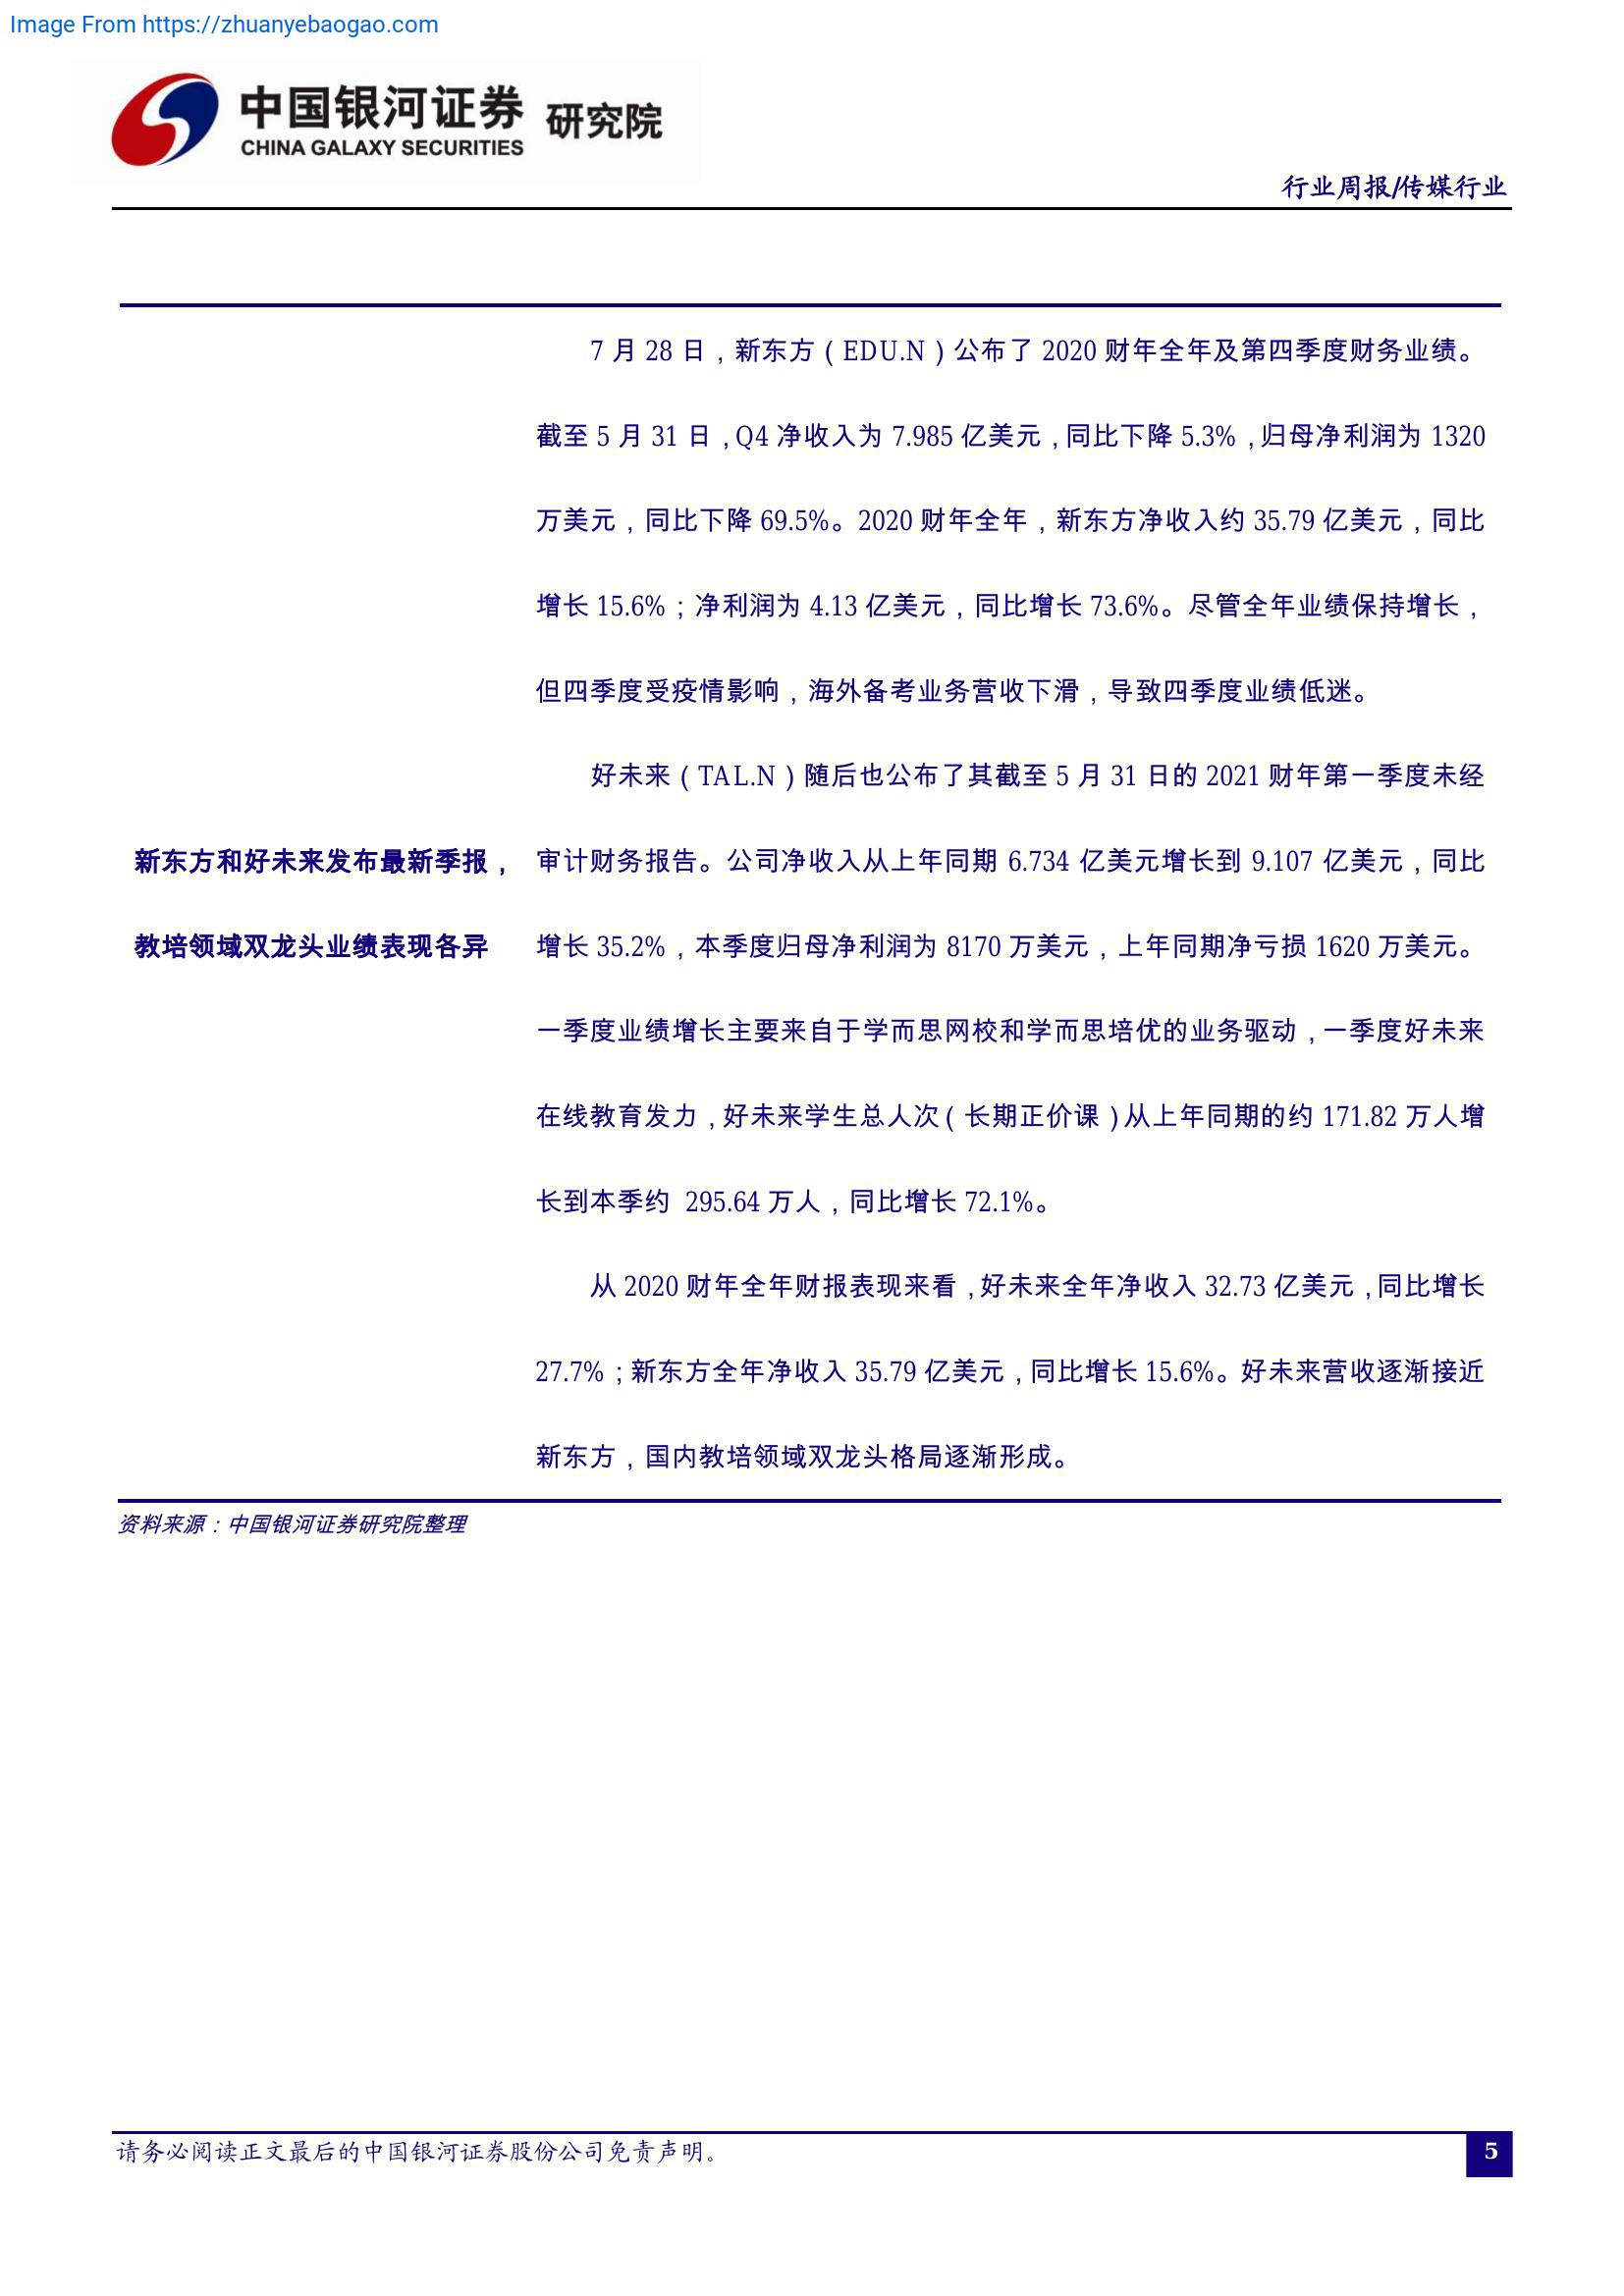 Image From https://zhuanyebaogao.com
中国银河证券 研究院
CHINA GALAXY SECURITIES
行业周报/传媒行业
新东方和好未来发布最新季报，
教培领域双龙头业绩表现各异
7 月 28 日，新东方（EDU.N）公布了 2020 财年全年及第四季度财务业绩。
截至 5 月 31 日，Q4 净收入为 7.985 亿美元，同比下降 5.3%，归母净利润为 1320
万美元，同比下降 69.5%。2020 财年全年，新东方净收入约 35.79 亿美元，同比
增长 15.6%；净利润为 4.13 亿美元，同比增长 73.6%。尽管全年业绩保持增长，
但四季度受疫情影响，海外备考业务营收下滑，导致四季度业绩低迷。
好未来（TAL.N）随后也公布了其截至 5 月 31 日的 2021 财年第一季度未经
审计财务报告。公司净收入从上年同期 6.734 亿美元增长到 9.107 亿美元，同比
增长 35.2%，本季度归母净利润为 8170 万美元，上年同期净亏损 1620 万美元。
一季度业绩增长主要来自于学而思网校和学而思培优的业务驱动，一季度好未来
在线教育发力，好未来学生总人次（长期正价课）从上年同期的约 171.82 万人增
长到本季约 295.64 万人，同比增长 72.1%。
从 2020 财年全年财报表现来看，好未来全年净收入 32.73 亿美元，同比增长
27.7%；新东方全年净收入 35.79 亿美元，同比增长 15.6%。好未来营收逐渐接近
新东方，国内教培领域双龙头格局逐渐形成。
资料来源：中国银河证券研究院整理
请务必阅读正文最后的中国银河证券股份公司免责声明。
5